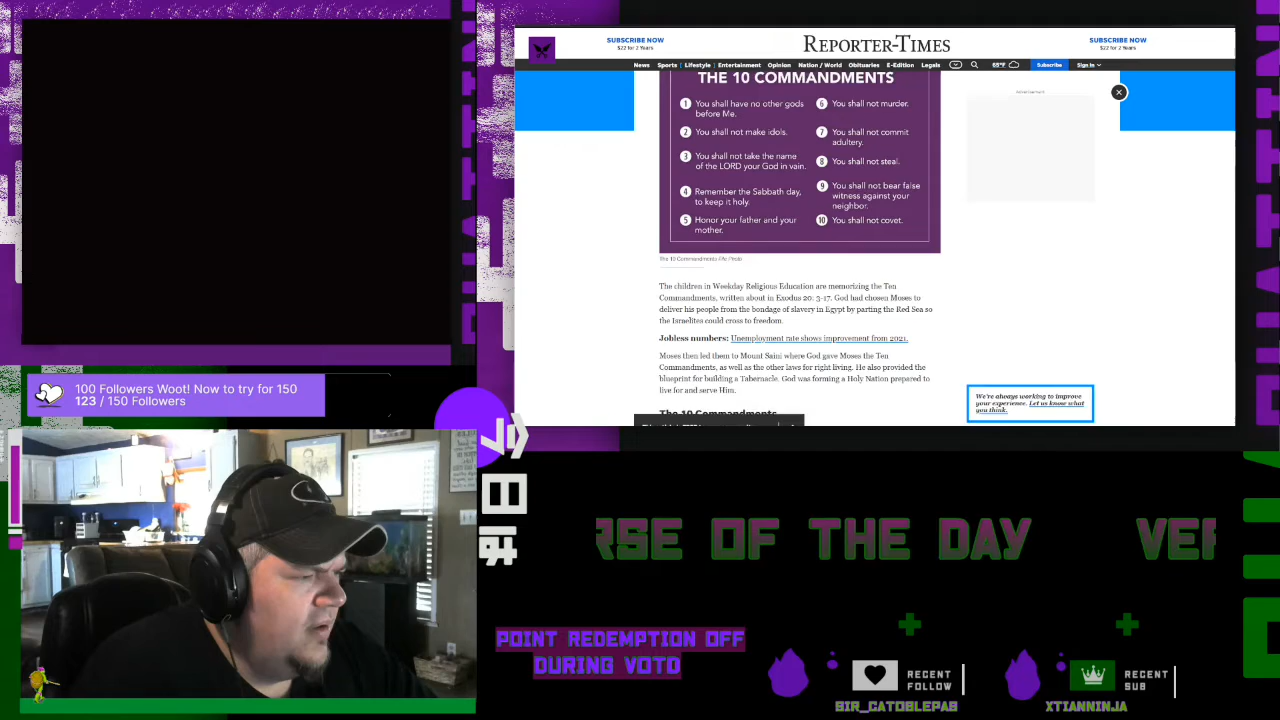 SUBSCRIBE NOW
$22 for 2 Years
REPORTER-TIMES
SUBSCRIBE NOW
$22 for 2 Years
News Sports Lifestyle Entertainment Opinion Nation / World Obituaries E-Edition Legals 65°F Subscribe Sign In
THE 10 COMMANDMENTS
1 You shall have no other gods
before Me.
2 You shall not make idols.
3 You shall not take the name
of the LORD your God in vain.
4 Remember the Sabbath day,
to keep it holy.
5 Honor your father and your
mother.
6 You shall not murder.
7 You shall not commit
adultery.
8 You shall not steal.
9 You shall not bear false
witness against your
neighbor.
10 You shall not covet.
Advertisement
The 10 Commandments File Photo
The children in Weekday Religious Education are memorizing the Ten
Commandments, written about in Exodus 20: 3-17. God had chosen Moses to
deliver his people from the bondage of slavery in Egypt by parting the Red Sea so
the Israelites could cross to freedom.
Jobless numbers: Unemployment rate shows improvement from 2021.
Moses then led them to Mount Saini where God gave Moses the Ten
Commandments, as well as the other laws for right living. He also provided the
blueprint for building a Tabernacle. God was forming a Holy Nation prepared to
live for and serve Him.
The 10 Commandments
We're always working to improve
your experience. Let us know what
you think.
100 Followers Woot! Now to try for 150
123 / 150 Followers
RSE OF THE DAY VER
POINT REDEMPTION OFF
DURING VOTD
RECENT
FOLLOW
SIR_CATOBLEPAS
RECENT
SUB
XTIANNINJA